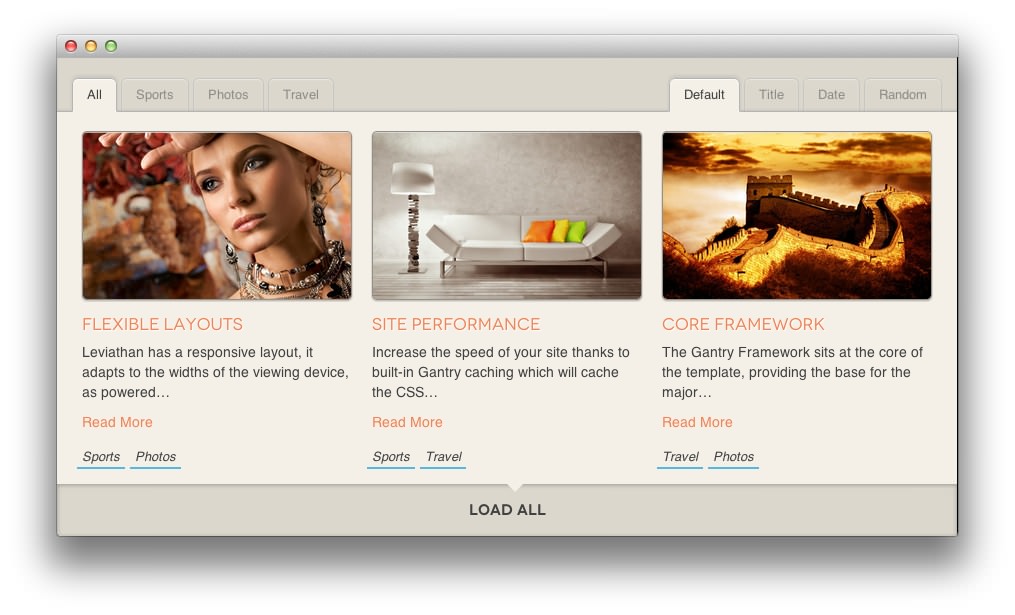 All Sports Photos Travel Default Title Date Random
FLEXIBLE LAYOUTS
Leviathan has a responsive layout, it
adapts to the widths of the viewing device,
as powered...
Read More
Sports Photos
SITE PERFORMANCE
Increase the speed of your site thanks to
built-in Gantry caching which will cache
the CSS...
Read More
Sports Travel
CORE FRAMEWORK
The Gantry Framework sits at the core of
the template, providing the base for the
major...
Read More
Travel Photos
LOAD ALL